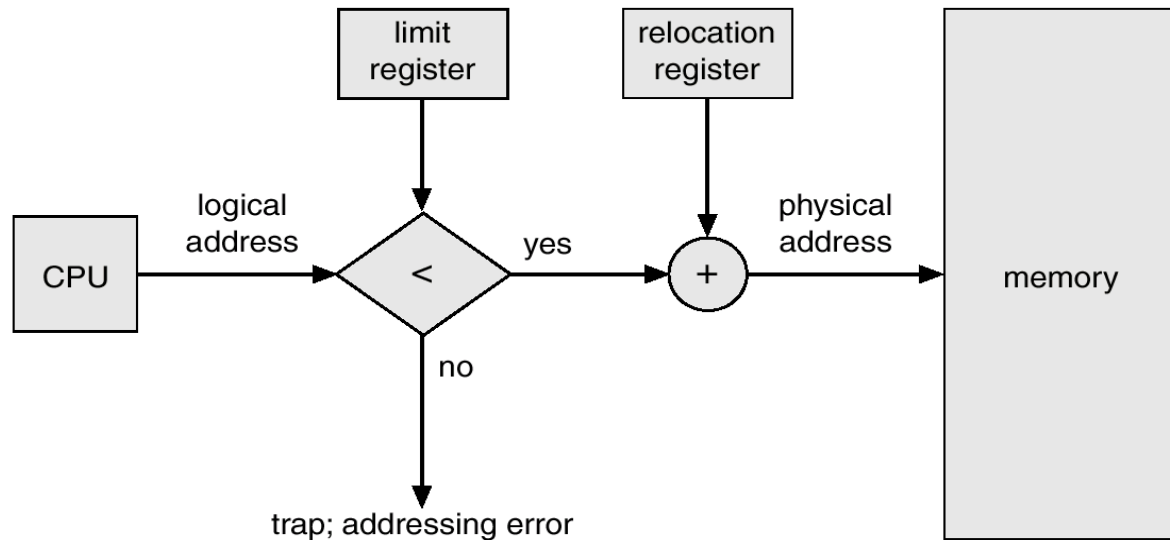 limit
register
relocation
register
logical
address
physical
address
CPU
<
yes
+
memory
no
trap; addressing error